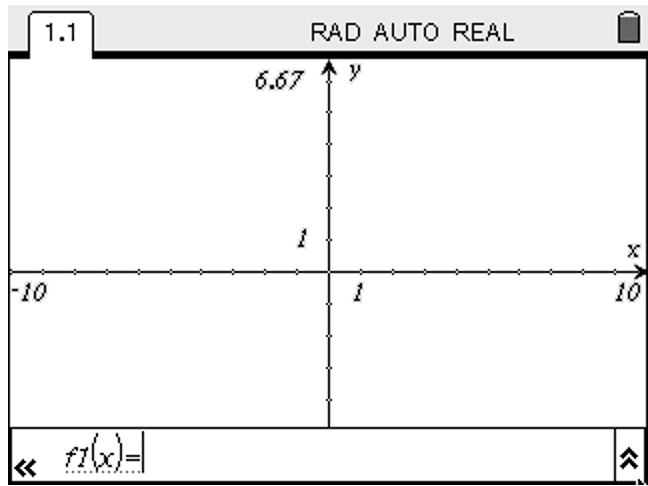 1.1 RAD AUTO REAL
6.67 y
1
x
-10 1 10
f1(x)=